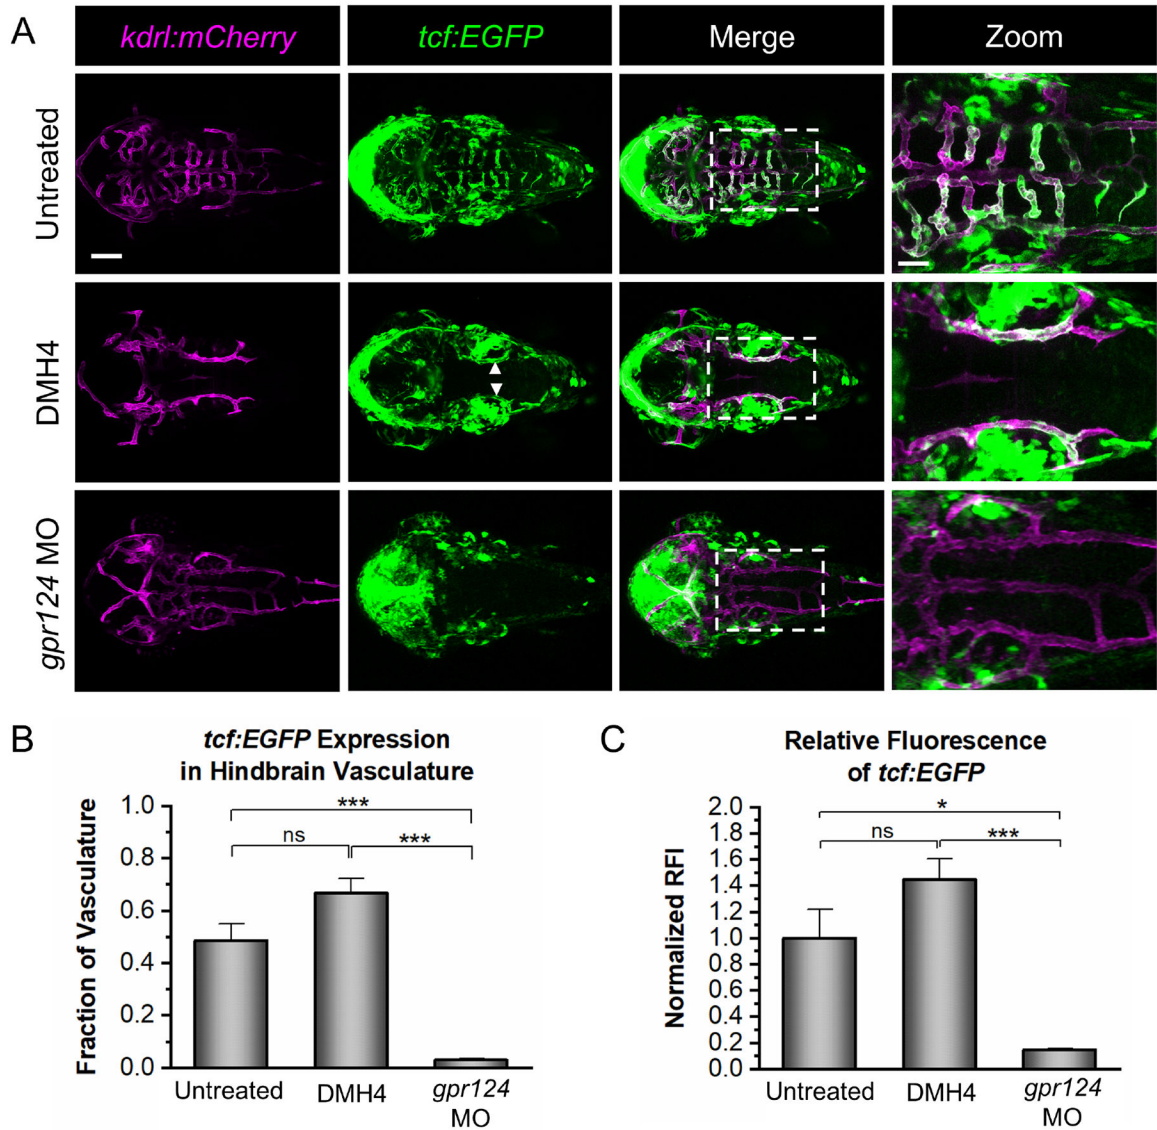 A
kdrl:mCherry
tcf:EGFP
Merge
Zoom
Untreated
DMH4
gpr124 MO
B
tcf:EGFP Expression
in Hindbrain Vasculature
Fraction of Vasculature
1.0
0.8
0.6
0.4
0.2
0.0
***
ns
***
Untreated
DMH4
gpr124
MO
C
Relative Fluorescence
of tcf:EGFP
Normalized RFI
2.0
1.8
1.6
1.4
1.2
1.0
0.8
0.6
0.4
0.2
0.0
*
ns
***
Untreated
DMH4
gpr124
MO